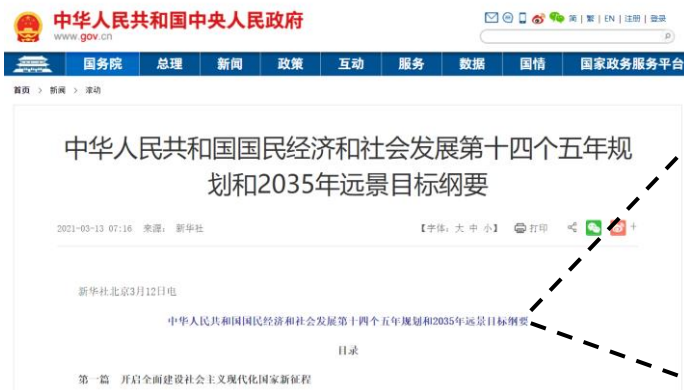 中华人民共和国中央人民政府
www.gov.cn
简 | 繁 | EN | 注册 | 登录
国务院 总理 新闻 政策 互动 服务 数据 国情 国家政务服务平台
首页 > 新闻 > 滚动
中华人民共和国国民经济和社会发展第十四个五年规
划和2035年远景目标纲要
2021-03-13 07:16 来源: 新华社 【字体: 大 中 小】 打印 +
新华社北京3月12日电
中华人民共和国国民经济和社会发展第十四个五年规划和2035年远景目标纲要
目录
第一篇 开启全面建设社会主义现代化国家新征程